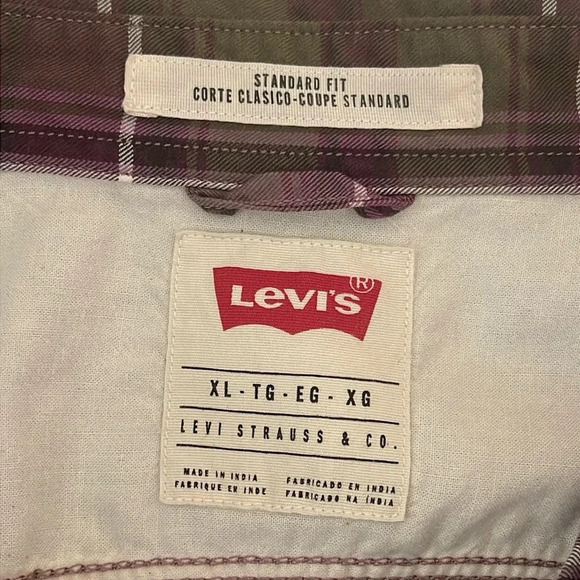 STANDARD FIT
CORTE CLASICO-COUPE STANDARD
LEVI'S ®
XL - TG - EG - XG
LEVI STRAUSS & CO.
MADE IN INDIA
FABRIQUE EN INDE
FABRICADO EN INDIA
FABRICADO NA ÍNDIA